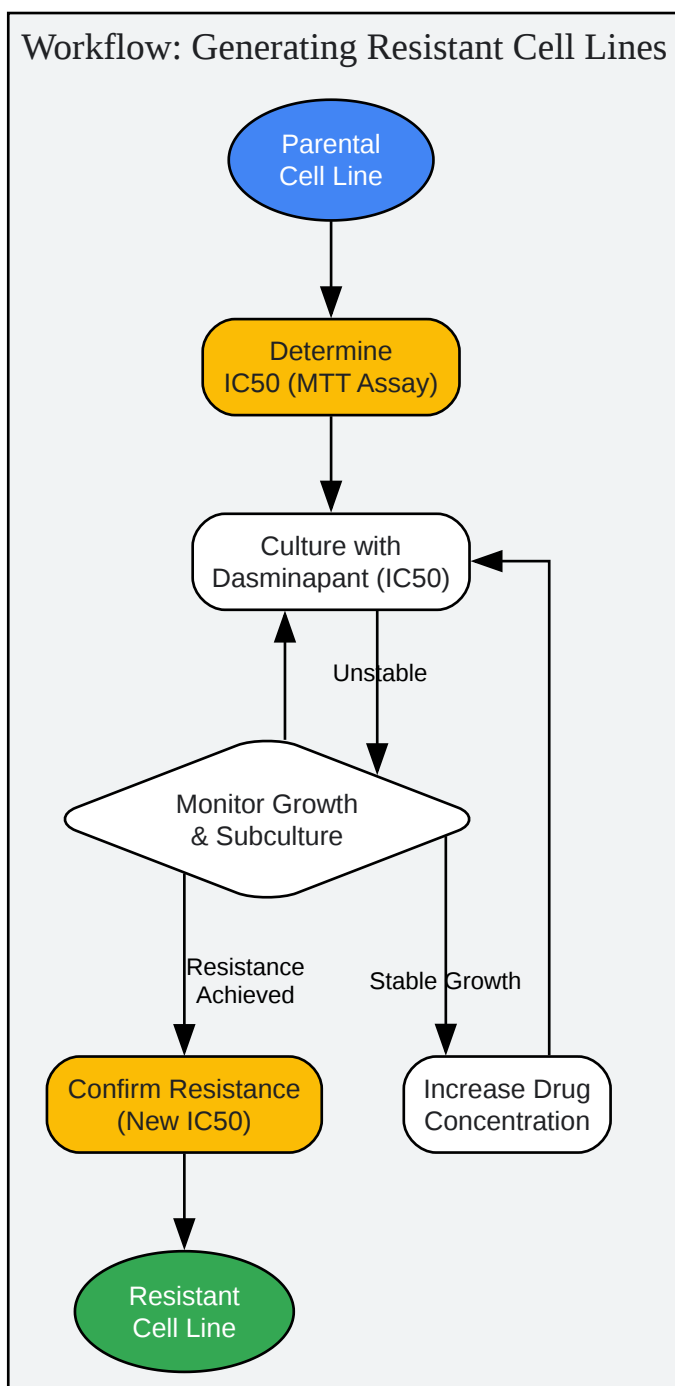 Workflow: Generating Resistant Cell Lines
Parental
Cell Line
Determine
IC50 (MTT Assay)
Culture with
Dasminapant (IC50)
Unstable
Monitor Growth
& Subculture
Resistance
Achieved
Stable Growth
Confirm Resistance
(New IC50)
Increase Drug
Concentration
Resistant
Cell Line